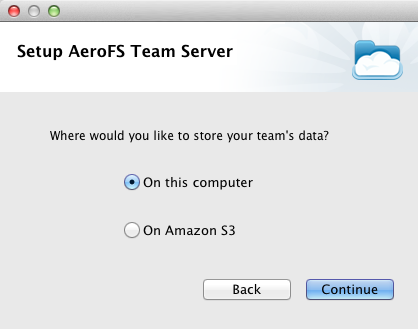 Setup AeroFS Team Server
Where would you like to store your team's data?
On this computer
On Amazon S3
Back
Continue